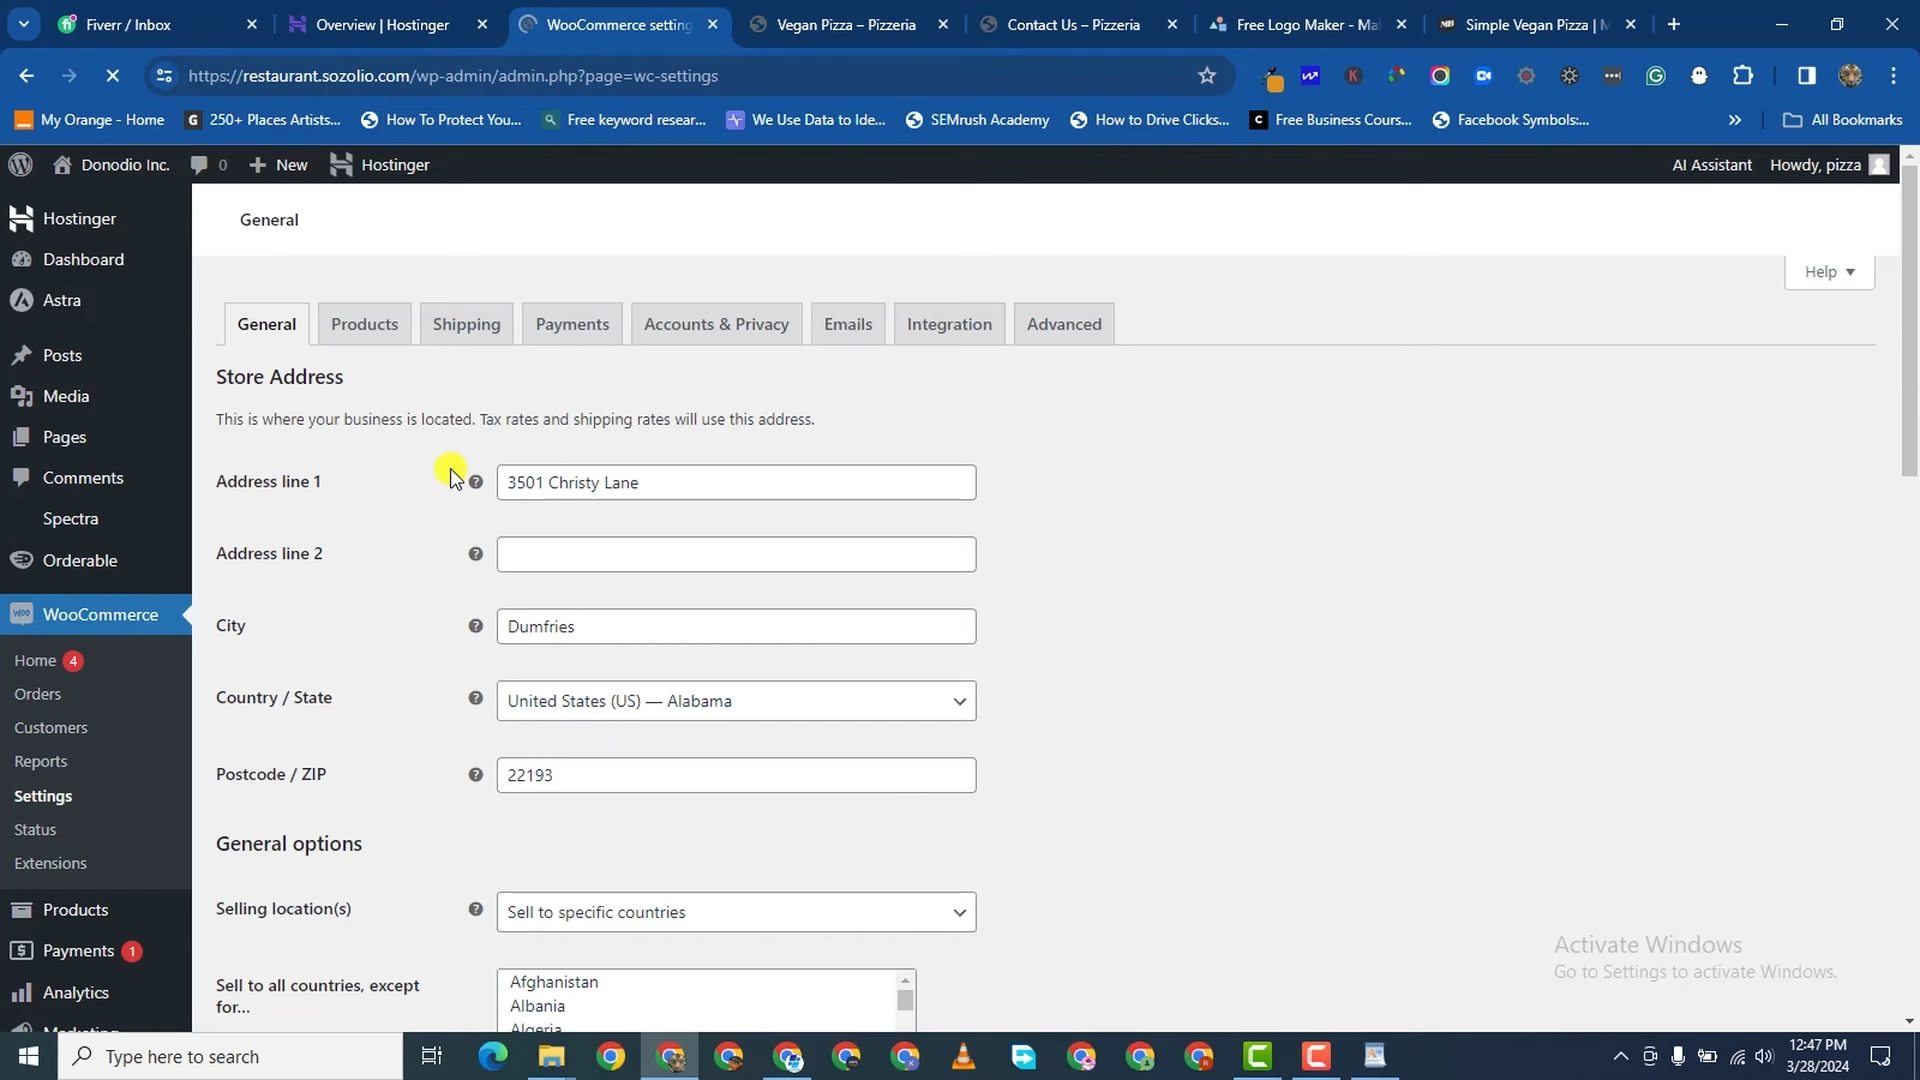 Fiverr / Inbox
Overview | Hostinger
WooCommerce setting
Vegan Pizza – Pizzeria
Contact Us – Pizzeria
Free Logo Maker - Ma
Simple Vegan Pizza |
https://restaurant.sozolio.com/wp-admin/admin.php?page=wc-settings
My Orange - Home
250+ Places Artists...
How To Protect You...
Free keyword resear...
We Use Data to Ide...
SEMrush Academy
How to Drive Clicks...
Free Business Cours...
Facebook Symbols:...
All Bookmarks
Donodio Inc.
0
New
Hostinger
AI Assistant
Howdy, pizza
Hostinger
Dashboard
Astra
Posts
Media
Pages
Comments
Spectra
Orderable
WooCommerce
Home 4
Orders
Customers
Reports
Settings
Status
Extensions
Products
Payments 1
Analytics
Marketing
General
Help
General
Products
Shipping
Payments
Accounts & Privacy
Emails
Integration
Advanced
Store Address
This is where your business is located. Tax rates and shipping rates will use this address.
Address line 1
3501 Christy Lane
Address line 2
City
Dumfries
Country / State
United States (US) — Alabama
Postcode / ZIP
22193
General options
Selling location(s)
Sell to specific countries
Sell to all countries, except
for...
Afghanistan
Albania
Algeria
Activate Windows
Go to Settings to activate Windows.
Type here to search
12:47 PM
3/28/2024